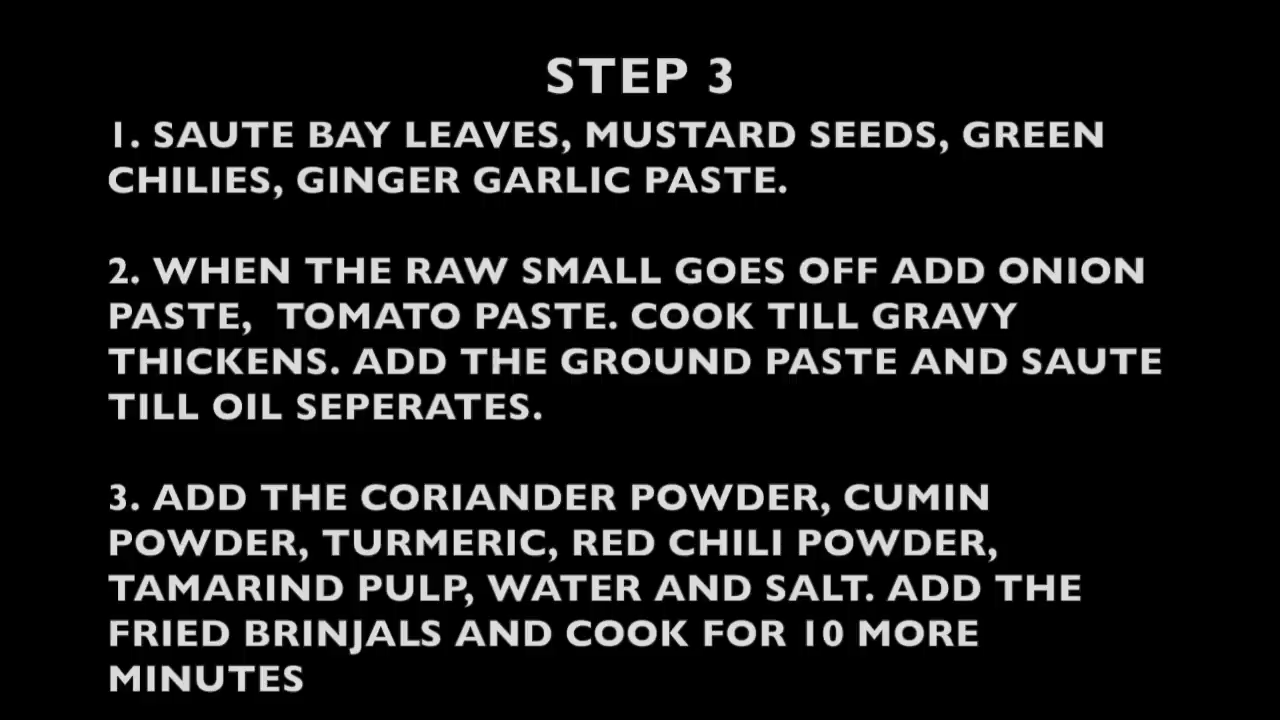 STEP 3
1. SAUTE BAY LEAVES, MUSTARD SEEDS, GREEN
CHILIES, GINGER GARLIC PASTE.
2. WHEN THE RAW SMALL GOES OFF ADD ONION
PASTE,  TOMATO PASTE. COOK TILL GRAVY
THICKENS. ADD THE GROUND PASTE AND SAUTE
TILL OIL SEPERATES.
3. ADD THE CORIANDER POWDER, CUMIN
POWDER, TURMERIC, RED CHILI POWDER,
TAMARIND PULP, WATER AND SALT. ADD THE
FRIED BRINJALS AND COOK FOR 10 MORE
MINUTES